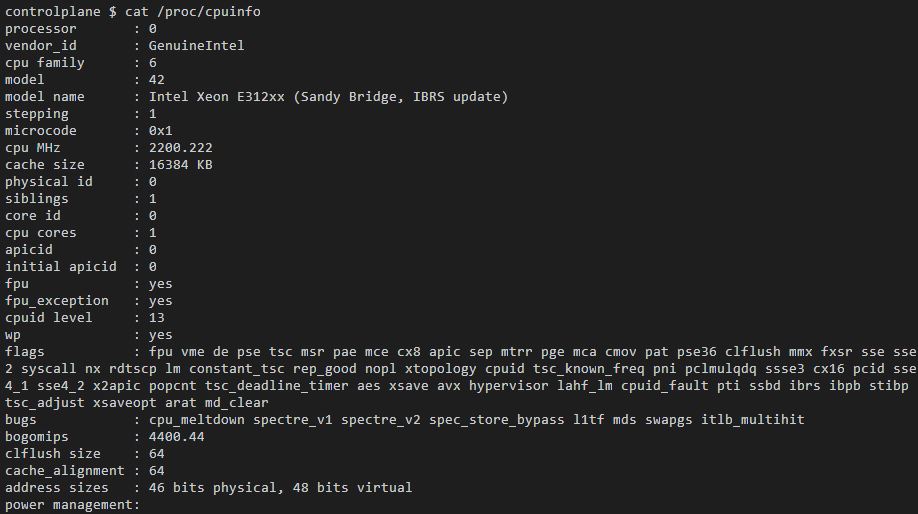 controlplane $ cat /proc/cpuinfo
processor       : 0
vendor_id       : GenuineIntel
cpu family      : 6
model           : 42
model name      : Intel Xeon E312xx (Sandy Bridge, IBRS update)
stepping        : 1
microcode       : 0x1
cpu MHz         : 2200.222
cache size      : 16384 KB
physical id     : 0
siblings        : 1
core id         : 0
cpu cores       : 1
apicid          : 0
initial apicid  : 0
fpu             : yes
fpu_exception   : yes
cpuid level     : 13
wp              : yes
flags           : fpu vme de pse tsc msr pae mce cx8 apic sep mtrr pge mca cmov pat pse36 clflush mmx fxsr sse sse
2 syscall nx rdtscp lm constant_tsc rep_good nopl xtopology cpuid tsc_known_freq pni pclmulqdq ssse3 cx16 pcid sse
4_1 sse4_2 x2apic popcnt tsc_deadline_timer aes xsave avx hypervisor lahf_lm cpuid_fault pti ssbd ibrs ibpb stibp
tsc_adjust xsaveopt arat md_clear
bugs            : cpu_meltdown spectre_v1 spectre_v2 spec_store_bypass l1tf mds swapgs itlb_multihit
bogomips        : 4400.44
clflush size    : 64
cache_alignment : 64
address sizes   : 46 bits physical, 48 bits virtual
power management: